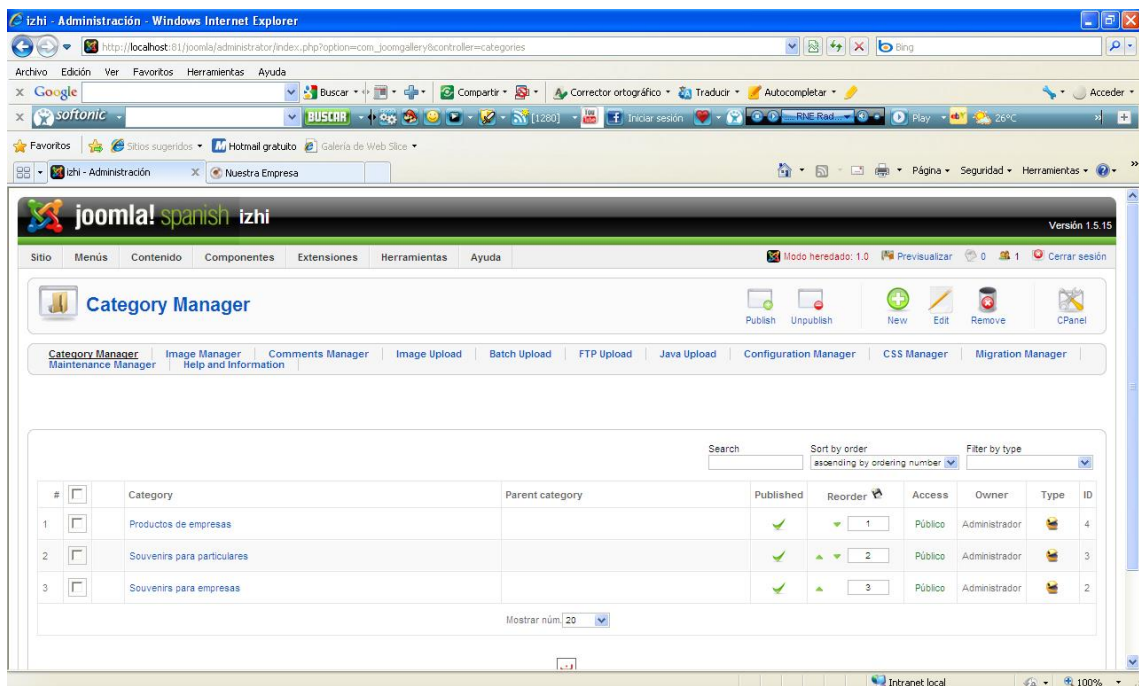 izhi - Administración - Windows Internet Explorer
http://localhost:81/joomla/administrator/index.php?option=com_joomgallery&controller=categories
Bing
Archivo Edición Ver Favoritos Herramientas Ayuda
Google Buscar Compartir Corrector ortográfico Traducir Autocompletar Acceder
softonic BUSCAR [1280] Iniciar sesión RNE Rad... Play 26°C
Favoritos Sitios sugeridos Hotmail gratuito Galería de Web Slice
izhi - Administración Nuestra Empresa Página Seguridad Herramientas
joomla! spanish izhi
Versión 1.5.15
Sitio Menús Contenido Componentes Extensiones Herramientas Ayuda Modo heredado: 1.0 Previsualizar 0 1 Cerrar sesión
Category Manager
Publish Unpublish New Edit Remove CPanel
Category Manager Image Manager Comments Manager Image Upload Batch Upload FTP Upload Java Upload Configuration Manager CSS Manager Migration Manager
Maintenance Manager Help and Information
Search Sort by order Filter by type
ascending by ordering number
# Category Parent category Published Reorder Access Owner Type ID
1 Productos de empresas 1 Público Administrador 4
2 Souvenirs para particulares 2 Público Administrador 3
3 Souvenirs para empresas 3 Público Administrador 2
Mostrar núm. 20
Intranet local 100%